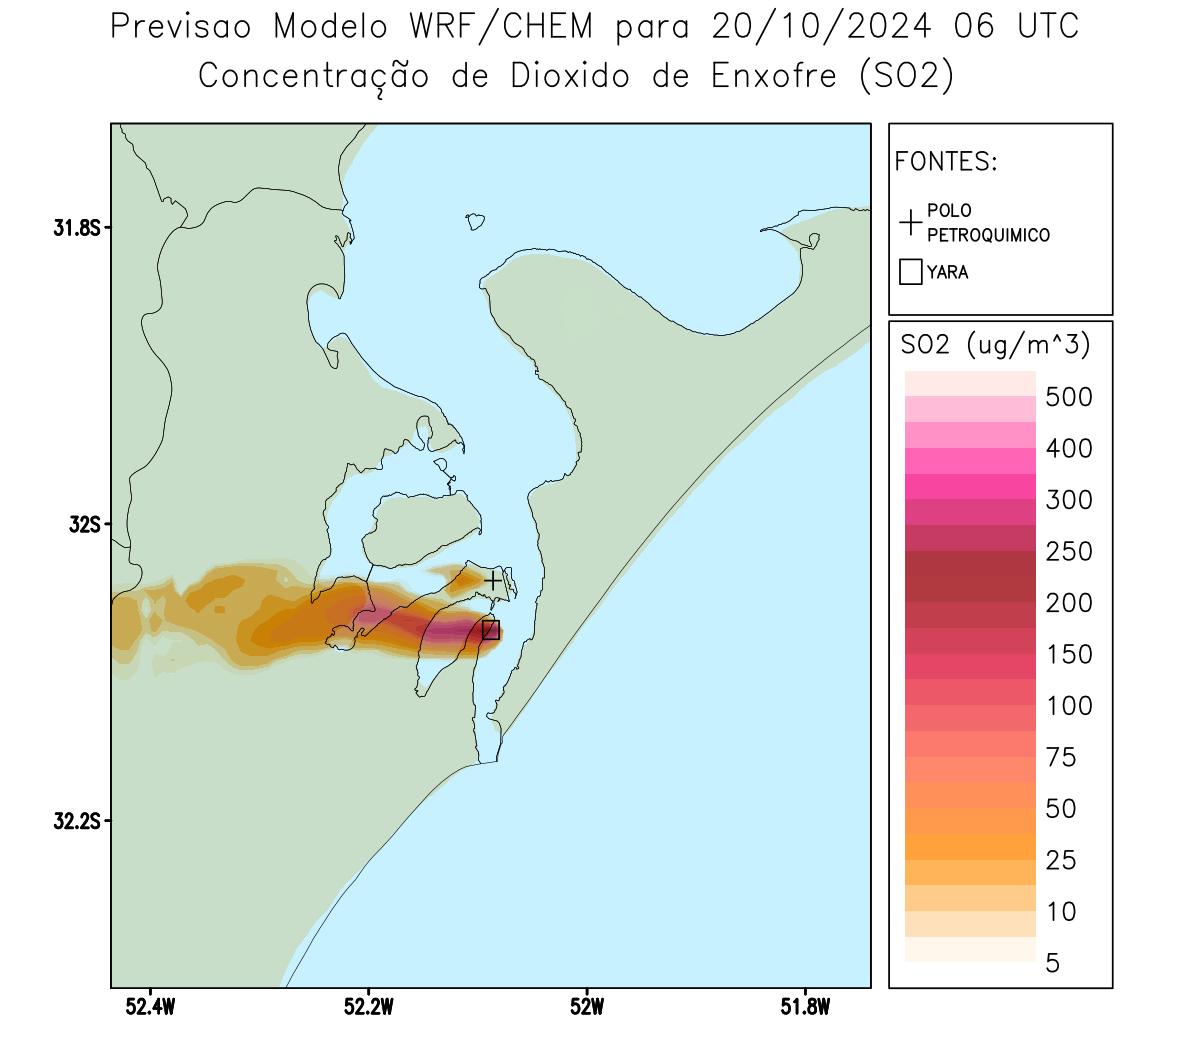 Previsao Modelo WRF/CHEM para 20/10/2024 06 UTC
Concentração de Dioxido de Enxofre (SO2)
FONTES:
POLO
PETROQUIMICO
YARA
SO2 (ug/m^3)
500
400
300
250
200
150
100
75
50
25
10
5
31.8S
32S
32.2S
52.4W
52.2W
52W
51.8W